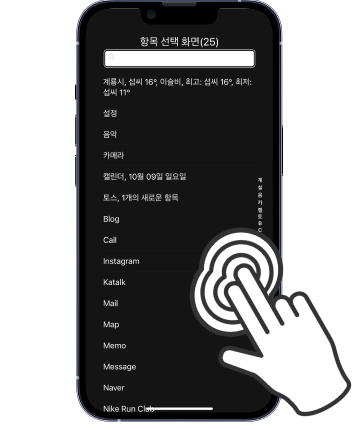 항목 선택 화면(25)
계룡시, 섭씨 16°, 이슬비, 최고: 섭씨 16°, 최저:
섭씨 11°
설정
음악
카메라
캘린더, 10월 09일 일요일
토스, 1개의 새로운 항목
Blog
Call
Instagram
Katalk
Mail
Map
Memo
Message
Naver
Nike Run Club
계
설
음
카
캘
토
B
C